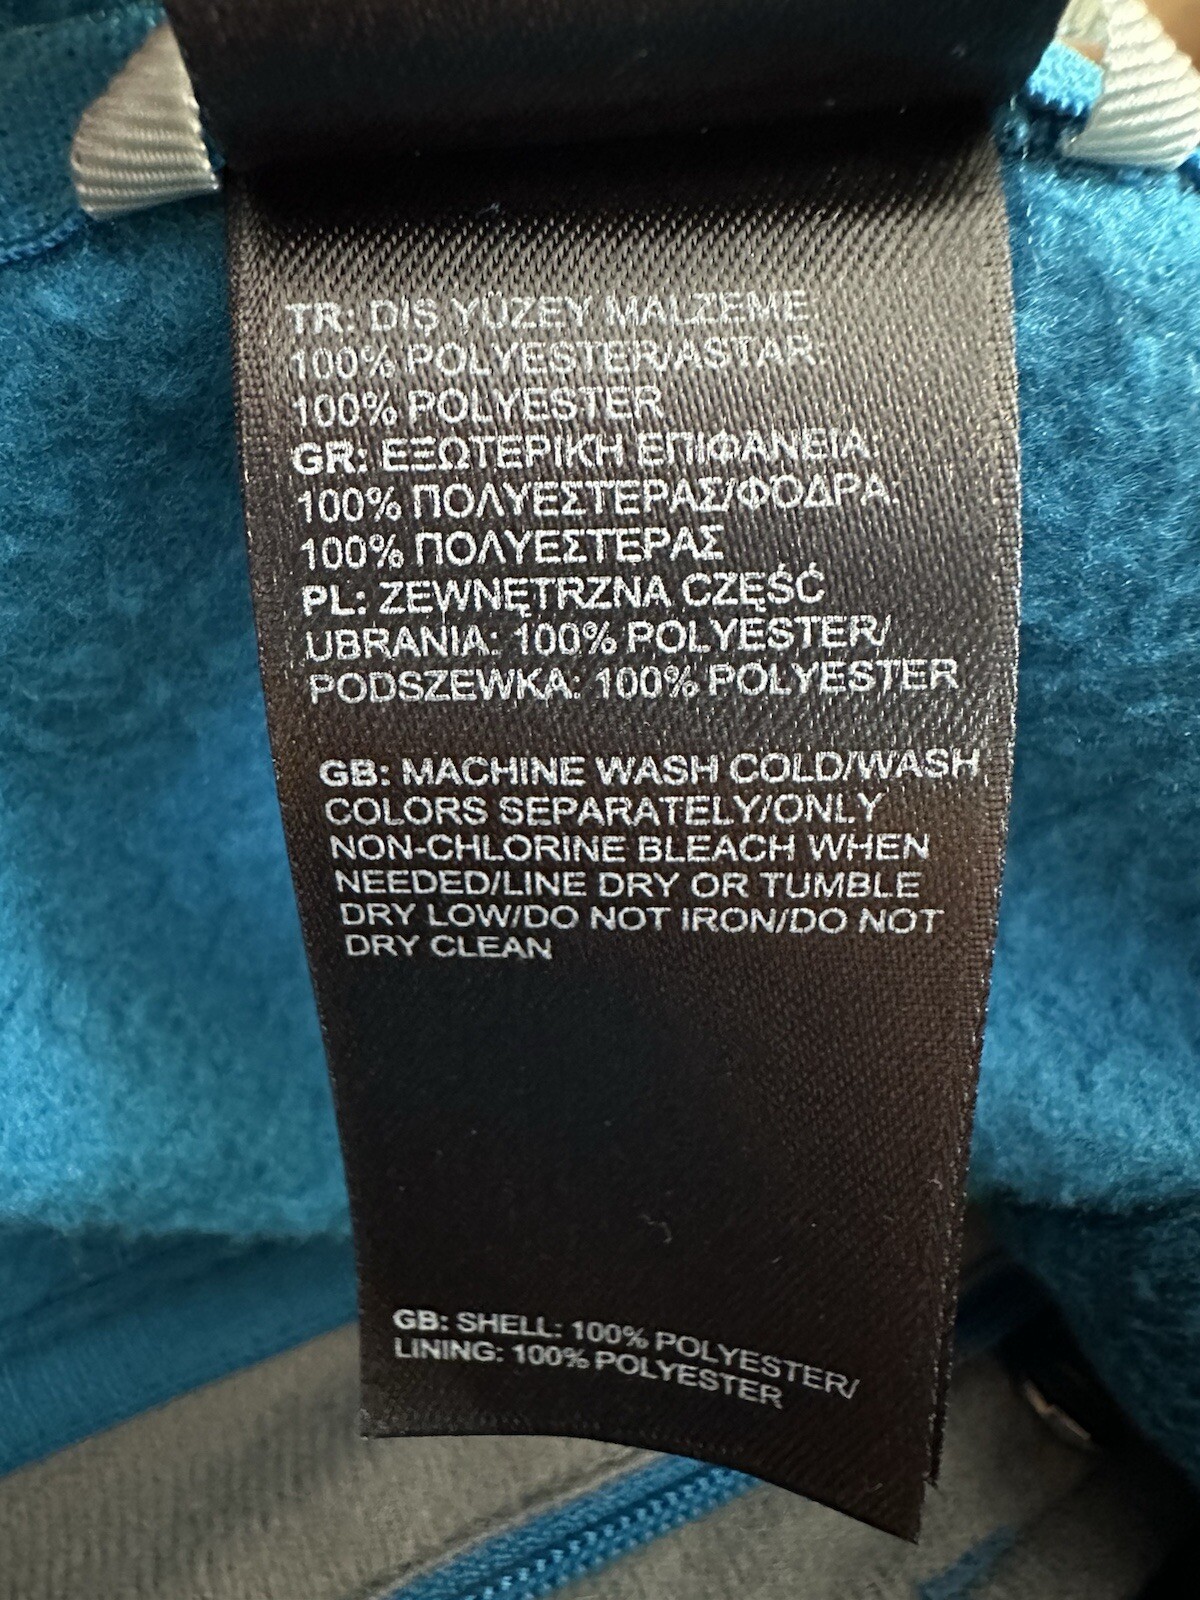 TR: DIŞ YÜZEY MALZEME
100% POLYESTER/ASTAR:
100% POLYESTER
GR: ΕΞΩΤΕΡΙΚΗ ΕΠΙΦΑΝΕΙΑ:
100% ΠΟΛΥΕΣΤΕΡΑΣ/ΦΌΔΡΑ:
100% ΠΟΛΥΕΣΤΕΡΑΣ
PL: ZEWNĘTRZNA CZĘŚĆ
UBRANIA: 100% POLYESTER/
PODSZEWKA: 100% POLYESTER
GB: MACHINE WASH COLD/WASH
COLORS SEPARATELY/ONLY
NON-CHLORINE BLEACH WHEN
NEEDED/LINE DRY OR TUMBLE
DRY LOW/DO NOT IRON/DO NOT
DRY CLEAN
GB: SHELL: 100% POLYESTER/
LINING: 100% POLYESTER